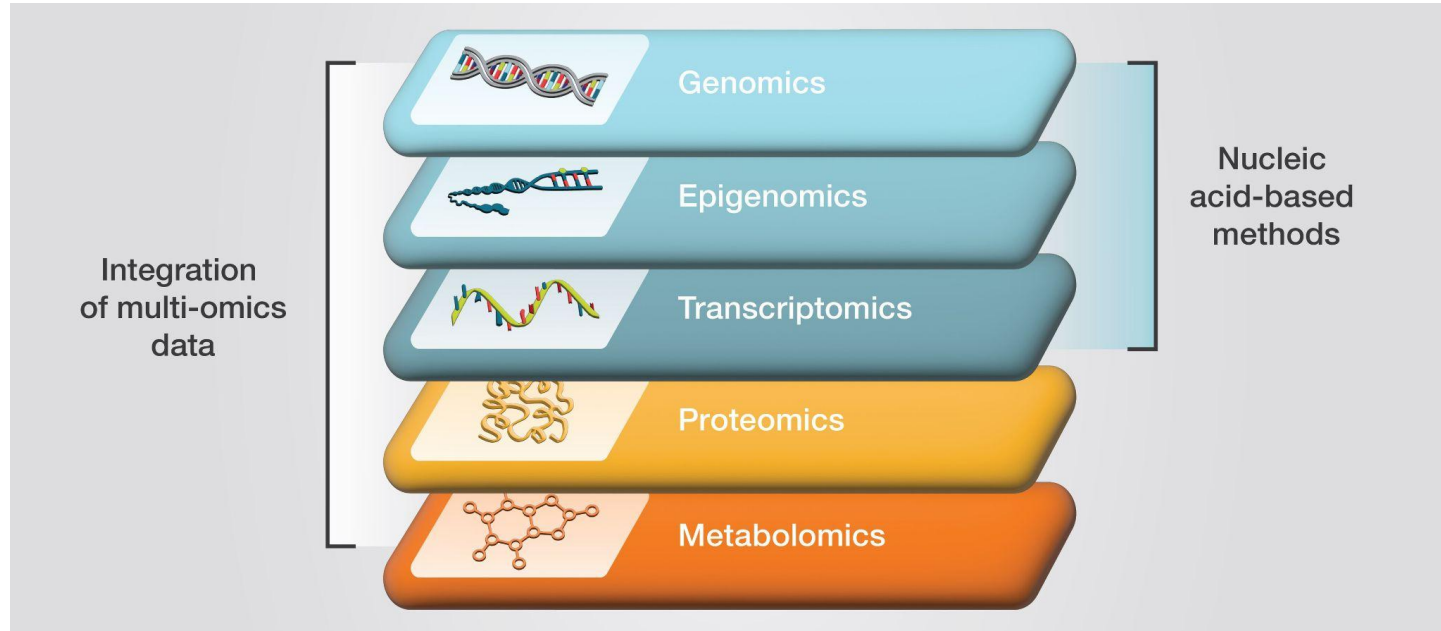 Genomics
Epigenomics
Transcriptomics
Proteomics
Metabolomics
Integration
of multi-omics
data
Nucleic
acid-based
methods